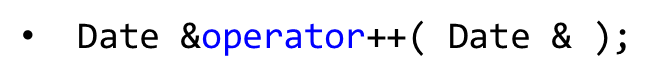 • Date &operator++( Date & );